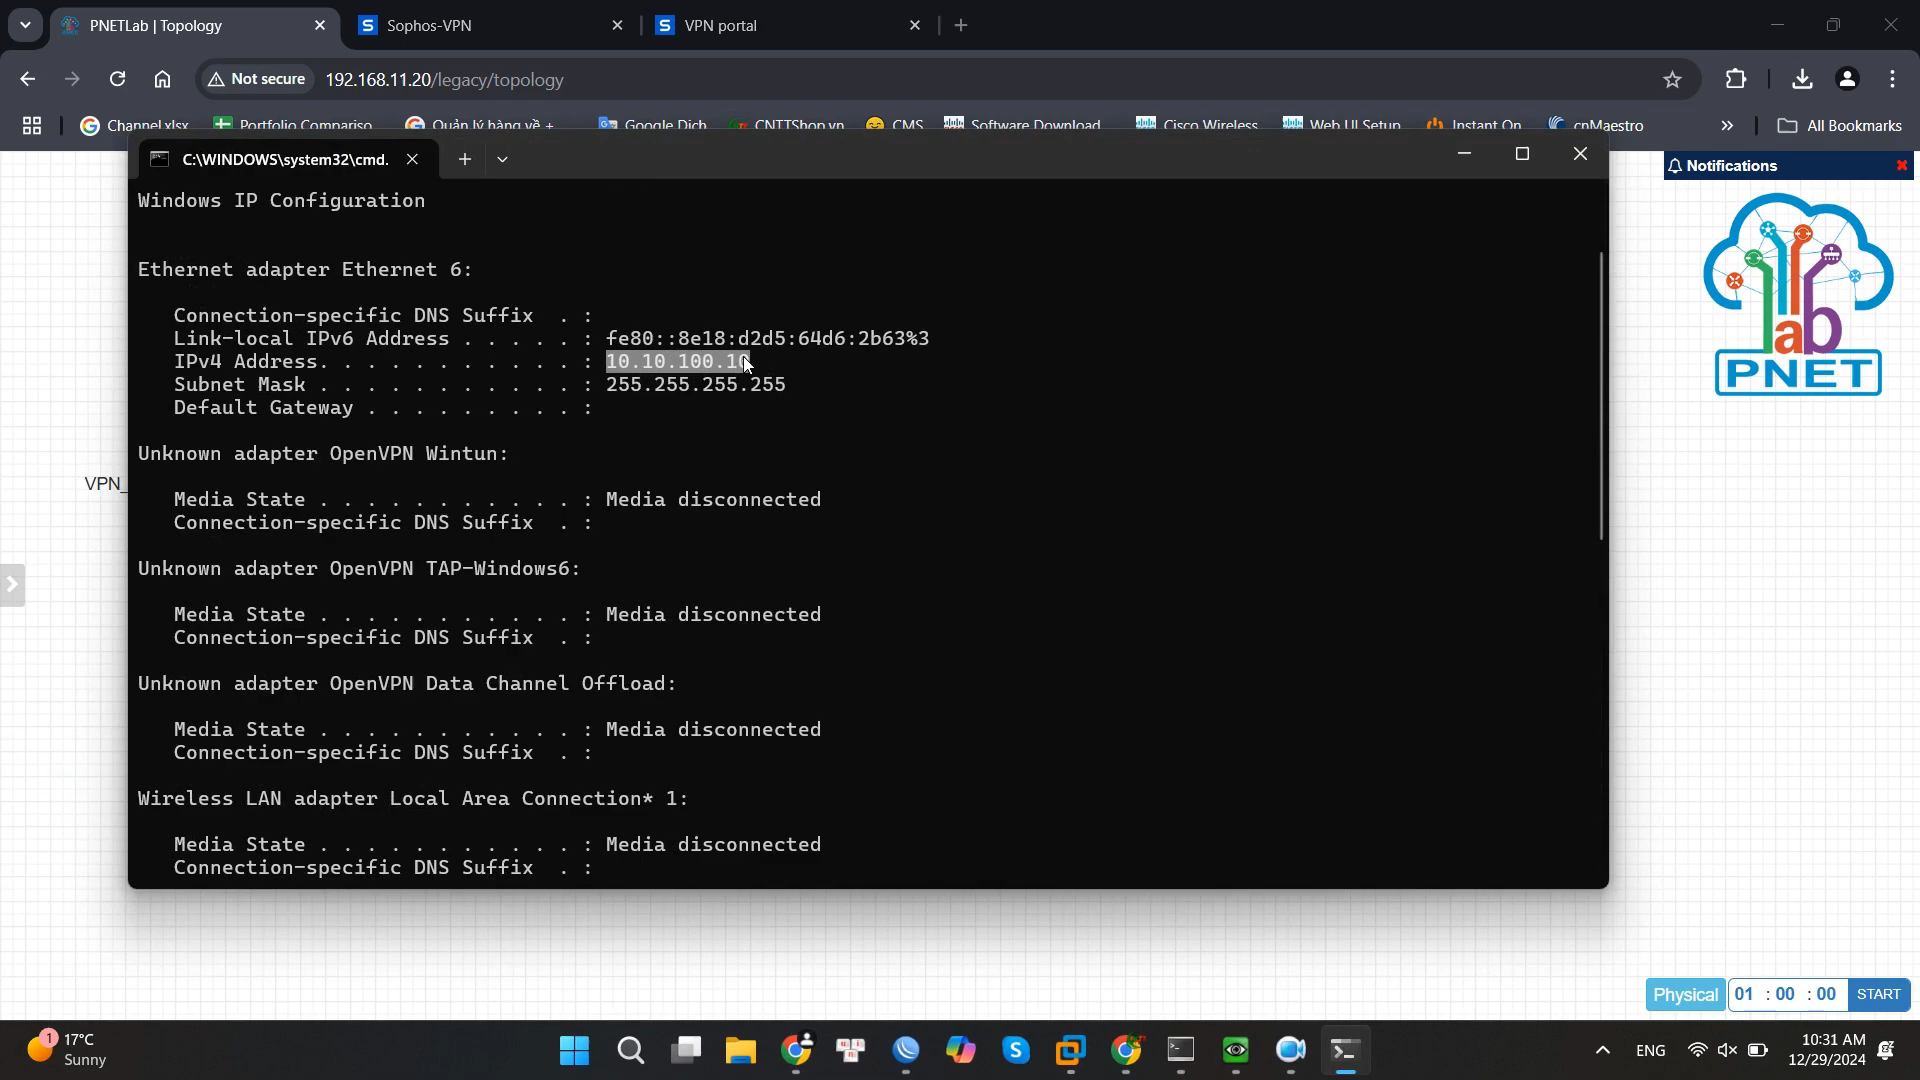 PNETLab | Topology
Sophos-VPN
VPN portal
Not secure
192.168.11.20/legacy/topology
Channel.xlsx
Portfolio Compariso...
Quản lý hàng về +...
Google Dịch
CNTTShop.vn
CMS
Software Download...
Cisco Wireless...
Web UI Setup...
Instant On
cnMaestro
All Bookmarks
C:\WINDOWS\system32\cmd.
Notifications
Windows IP Configuration
Ethernet adapter Ethernet 6:
Connection-specific DNS Suffix  . :
Link-local IPv6 Address . . . . . : fe80::8e18:d2d5:64d6:2b63%3
IPv4 Address. . . . . . . . . . . : 10.10.100.10
Subnet Mask . . . . . . . . . . . : 255.255.255.255
Default Gateway . . . . . . . . . :
Unknown adapter OpenVPN Wintun:
VPN_
Media State . . . . . . . . . . . : Media disconnected
Connection-specific DNS Suffix  . :
Unknown adapter OpenVPN TAP-Windows6:
Media State . . . . . . . . . . . : Media disconnected
Connection-specific DNS Suffix  . :
Unknown adapter OpenVPN Data Channel Offload:
Media State . . . . . . . . . . . : Media disconnected
Connection-specific DNS Suffix  . :
Wireless LAN adapter Local Area Connection* 1:
Media State . . . . . . . . . . . : Media disconnected
Connection-specific DNS Suffix  . :
lab
PNET
Physical
01 : 00 : 00
START
1
17°C
Sunny
ENG
10:31 AM
12/29/2024